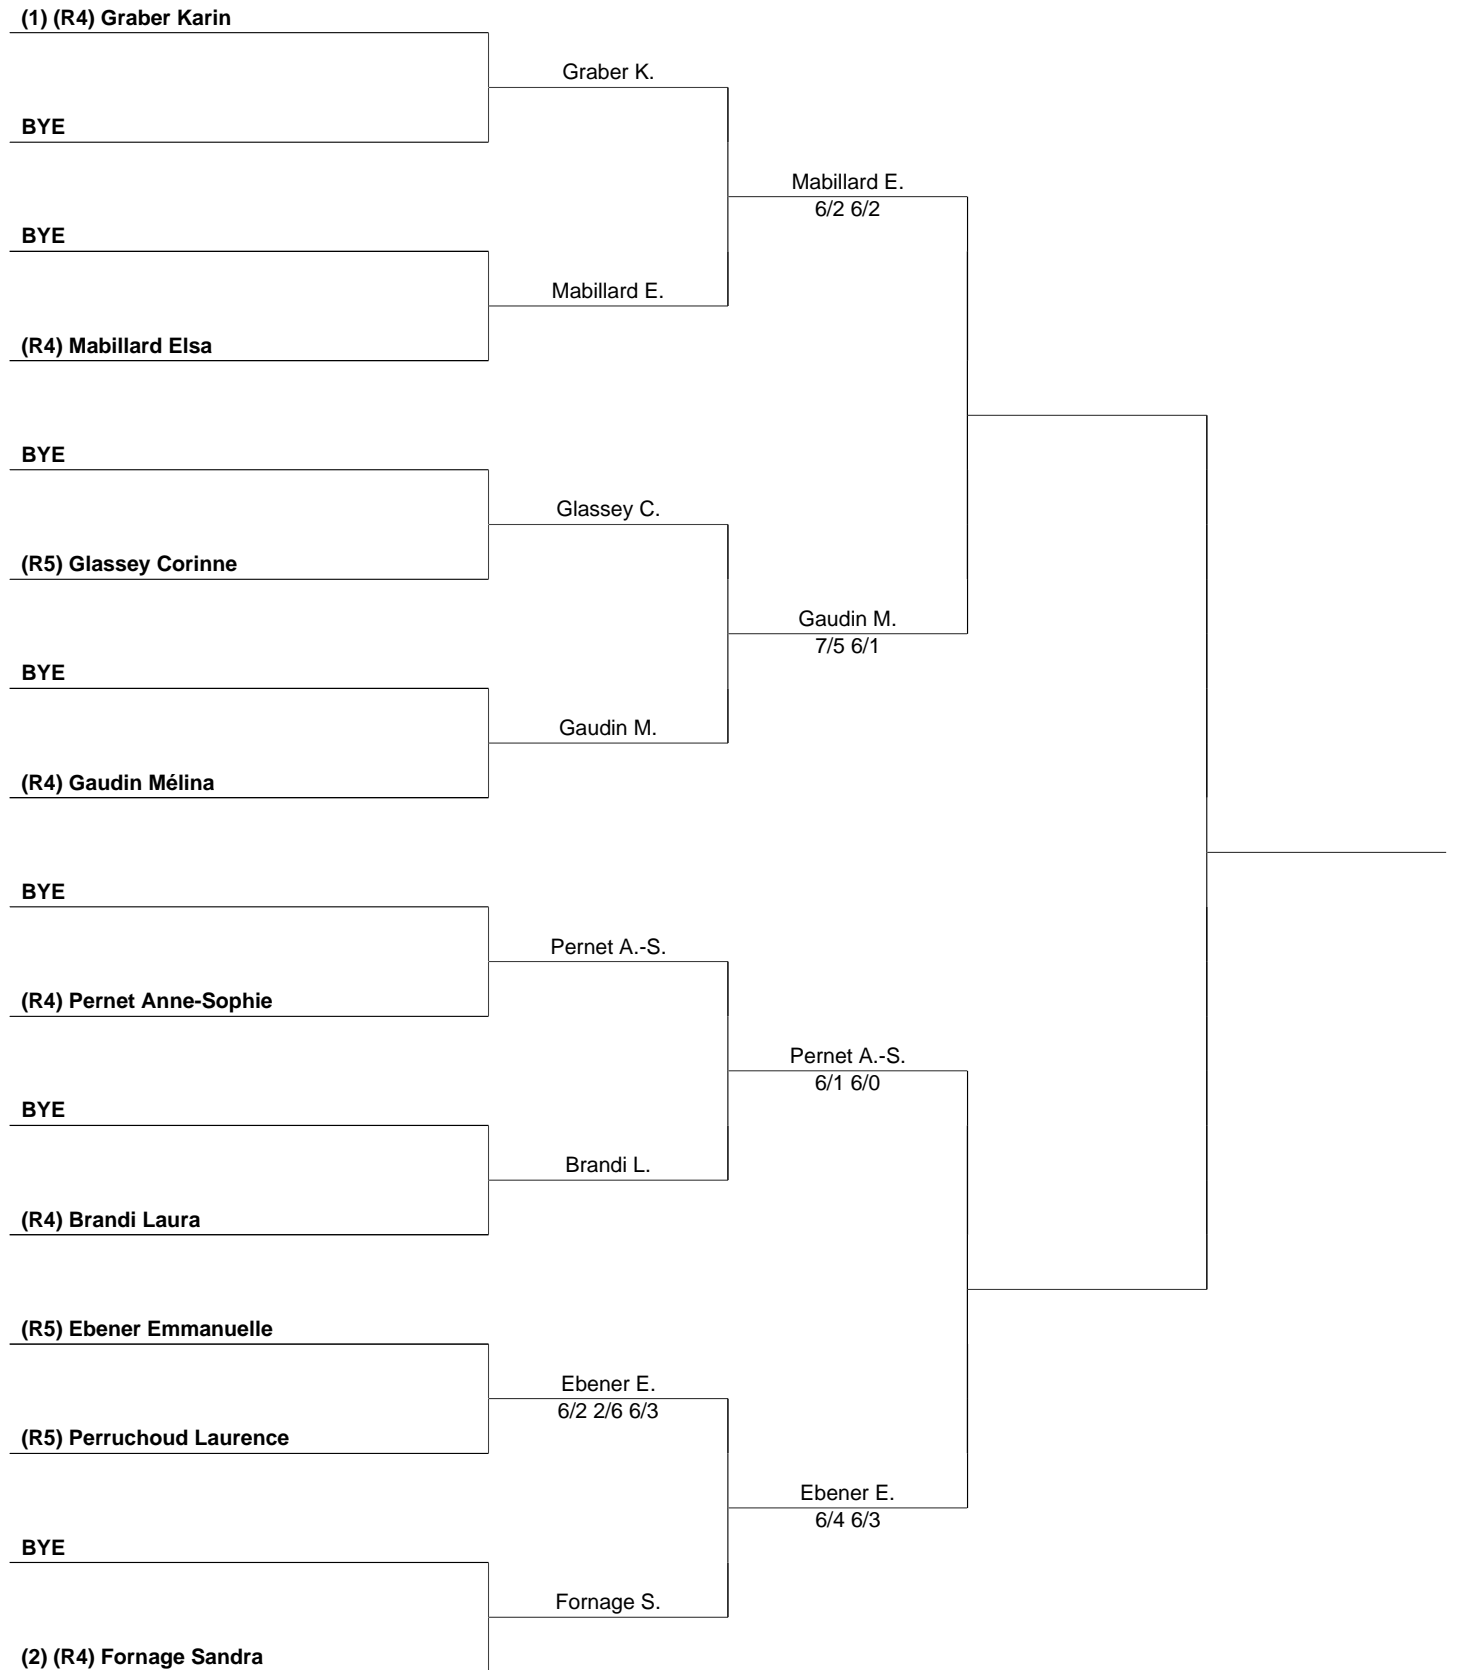 (1) (R4) Graber Karin
Graber K.
BYE
Mabillard E.
6/2 6/2
BYE
Mabillard E.
(R4) Mabillard Elsa
BYE
Glassey C.
(R5) Glassey Corinne
Gaudin M.
7/5 6/1
BYE
Gaudin M.
(R4) Gaudin Mélina
BYE
Pernet A.-S.
(R4) Pernet Anne-Sophie
Pernet A.-S.
6/1 6/0
BYE
Brandi L.
(R4) Brandi Laura
(R5) Ebener Emmanuelle
Ebener E.
6/2 2/6 6/3
(R5) Perruchoud Laurence
Ebener E.
6/4 6/3
BYE
Fornage S.
(2) (R4) Fornage Sandra